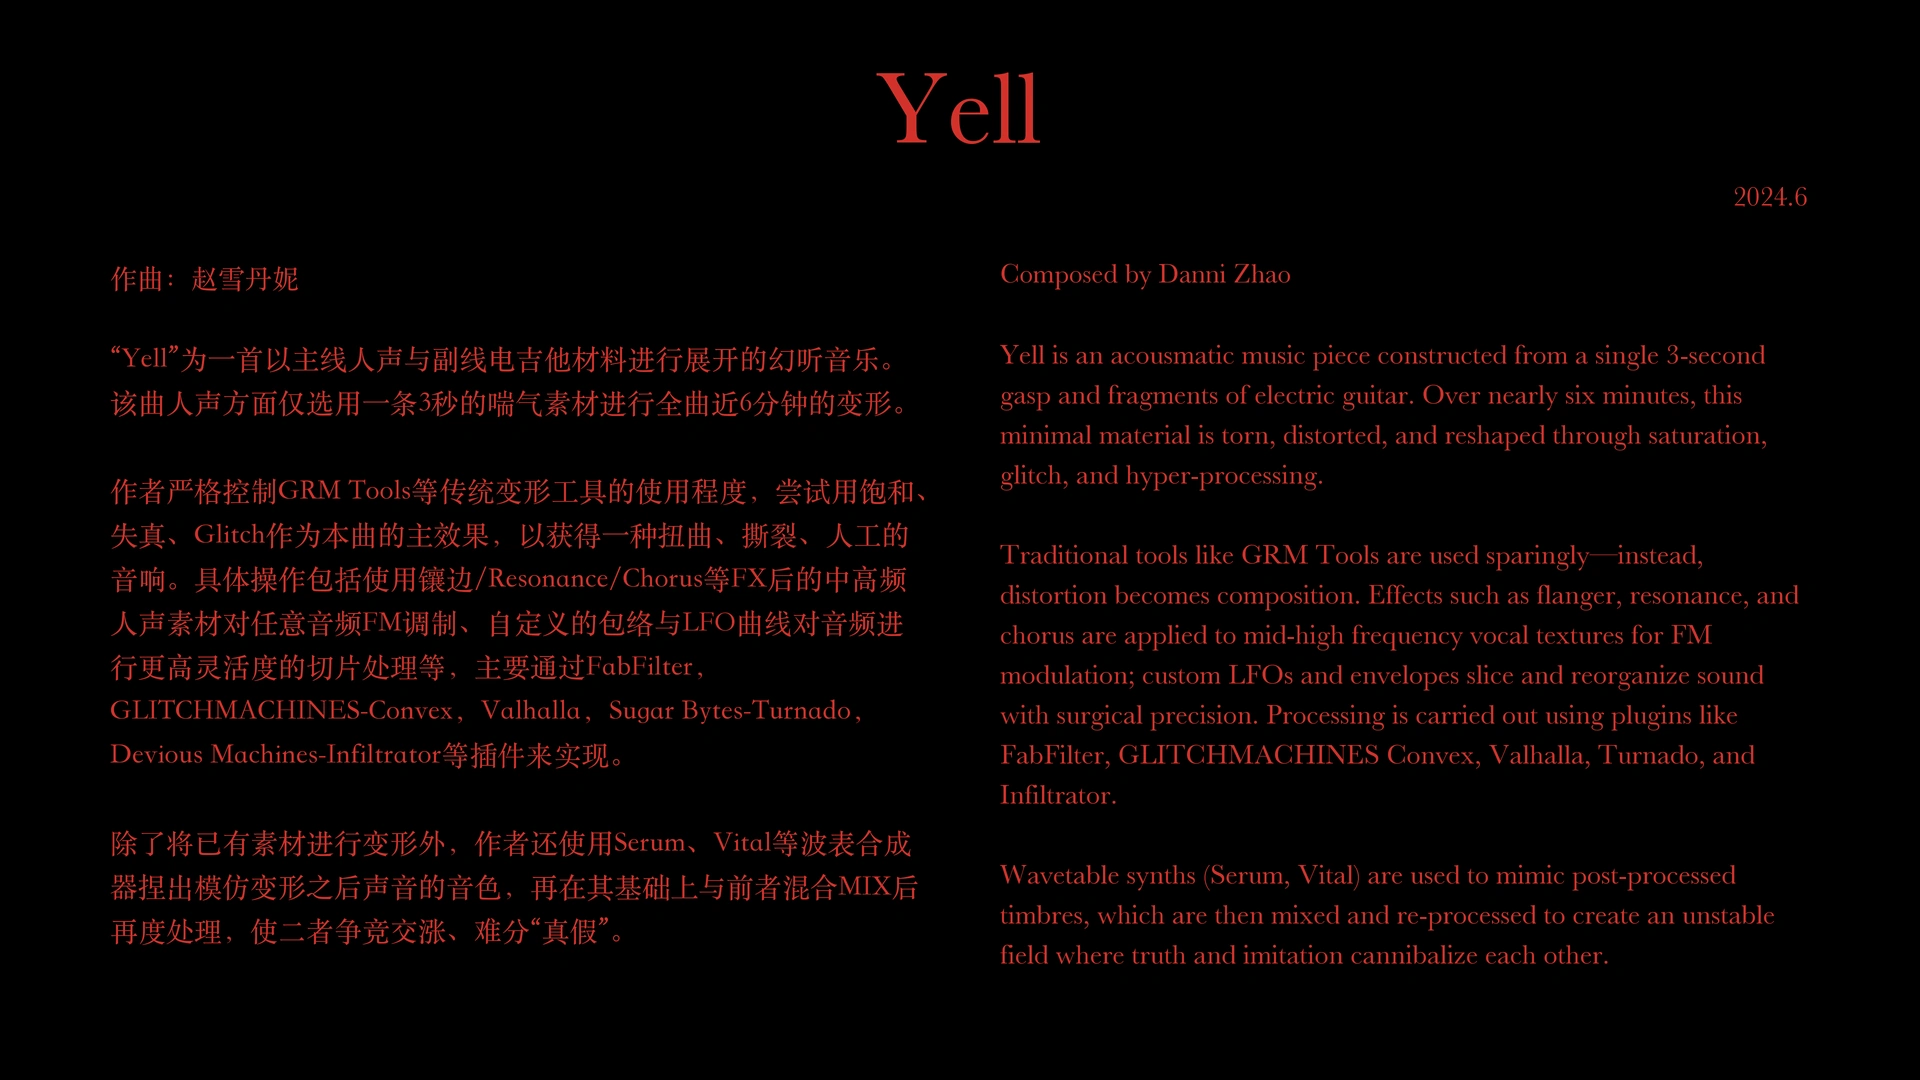 Yell
2024.6
作曲：赵雪丹妮
“Yell”为一首以主线人声与副线电吉他材料进行展开的幻听音乐。
该曲人声方面仅选用一条3秒的喘气素材进行全曲近6分钟的变形。
作者严格控制GRM Tools等传统变形工具的使用程度，尝试用饱和、
失真、Glitch作为本曲的主效果，以获得一种扭曲、撕裂、人工的
音响。具体操作包括使用镶边/Resonance/Chorus等FX后的中高频
人声素材对任意音频FM调制、自定义的包络与LFO曲线对音频进
行更高灵活度的切片处理等，主要通过FabFilter，
GLITCHMACHINES-Convex，Valhalla，Sugar Bytes-Turnado，
Devious Machines-Infiltrator等插件来实现。
除了将已有素材进行变形外，作者还使用Serum、Vital等波表合成
器捏出模仿变形之后声音的音色，再在其基础上与前者混合MIX后
再度处理，使二者争竞交涨、难分“真假”。
Composed by Danni Zhao
Yell is an acousmatic music piece constructed from a single 3-second
gasp and fragments of electric guitar. Over nearly six minutes, this
minimal material is torn, distorted, and reshaped through saturation,
glitch, and hyper-processing.
Traditional tools like GRM Tools are used sparingly—instead,
distortion becomes composition. Effects such as flanger, resonance, and
chorus are applied to mid-high frequency vocal textures for FM
modulation; custom LFOs and envelopes slice and reorganize sound
with surgical precision. Processing is carried out using plugins like
FabFilter, GLITCHMACHINES Convex, Valhalla, Turnado, and
Infiltrator.
Wavetable synths (Serum, Vital) are used to mimic post-processed
timbres, which are then mixed and re-processed to create an unstable
field where truth and imitation cannibalize each other.